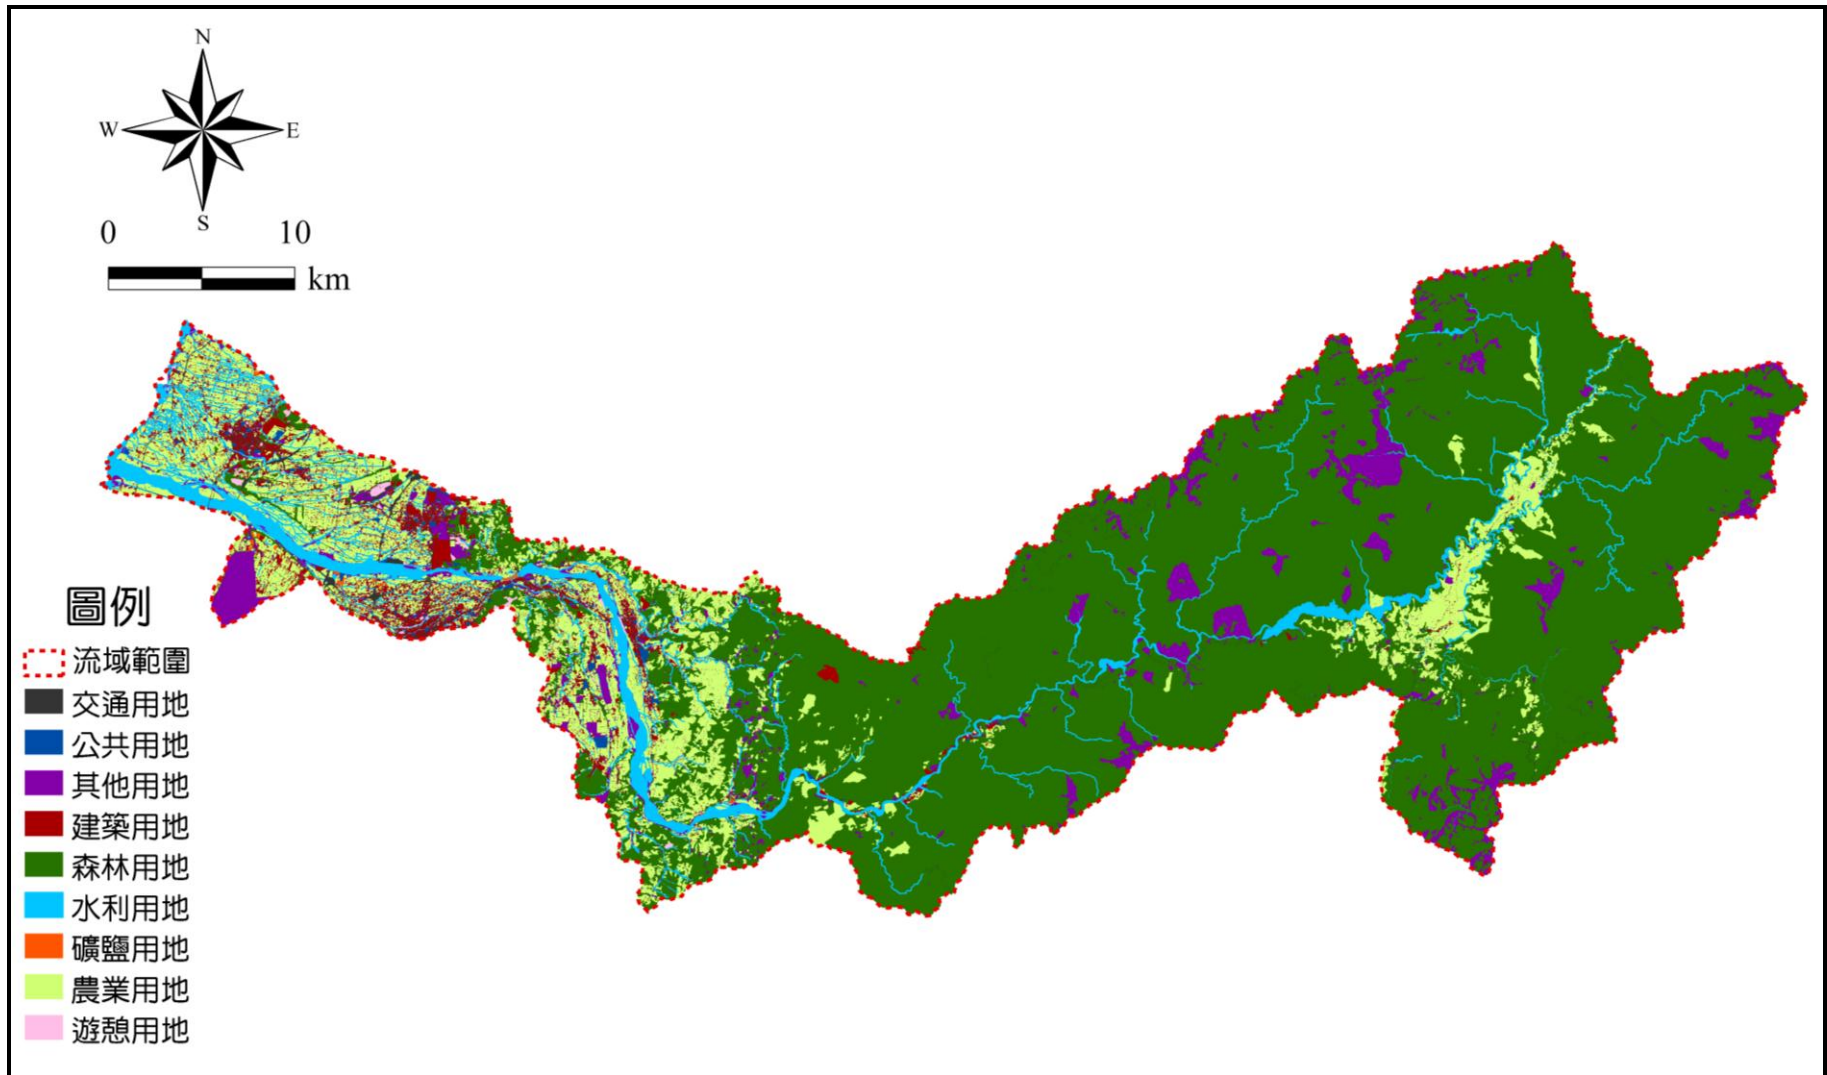 N
W E
S
0 10
km
圖例
流域範圍
交通用地
公共用地
其他用地
建築用地
森林用地
水利用地
礦鹽用地
農業用地
遊憩用地